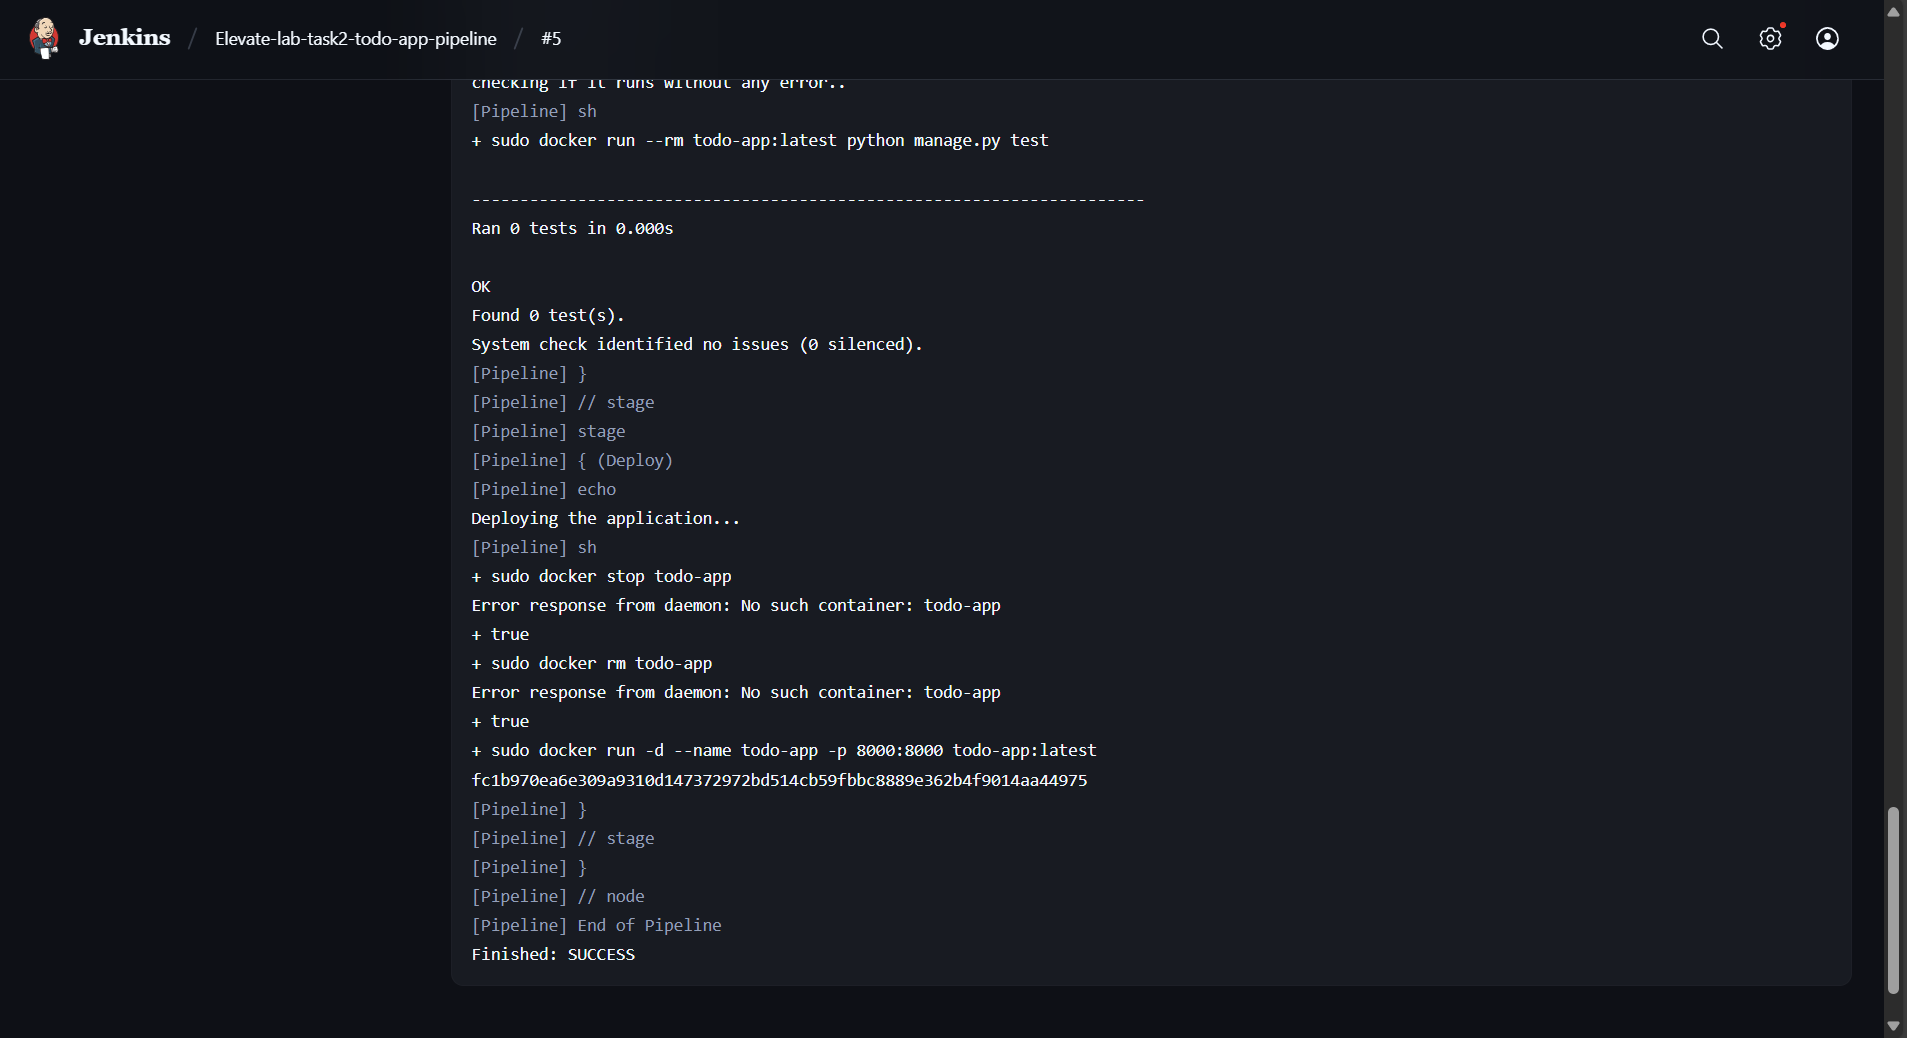 Jenkins / Elevate-lab-task2-todo-app-pipeline / #5
checking if it runs without any error..
[Pipeline] sh
+ sudo docker run --rm todo-app:latest python manage.py test
----------------------------------------------------------------------
Ran 0 tests in 0.000s
OK
Found 0 test(s).
System check identified no issues (0 silenced).
[Pipeline] }
[Pipeline] // stage
[Pipeline] stage
[Pipeline] { (Deploy)
[Pipeline] echo
Deploying the application...
[Pipeline] sh
+ sudo docker stop todo-app
Error response from daemon: No such container: todo-app
+ true
+ sudo docker rm todo-app
Error response from daemon: No such container: todo-app
+ true
+ sudo docker run -d --name todo-app -p 8000:8000 todo-app:latest
fc1b970ea6e309a9310d147372972bd514cb59fbbc8889e362b4f9014aa44975
[Pipeline] }
[Pipeline] // stage
[Pipeline] }
[Pipeline] // node
[Pipeline] End of Pipeline
Finished: SUCCESS